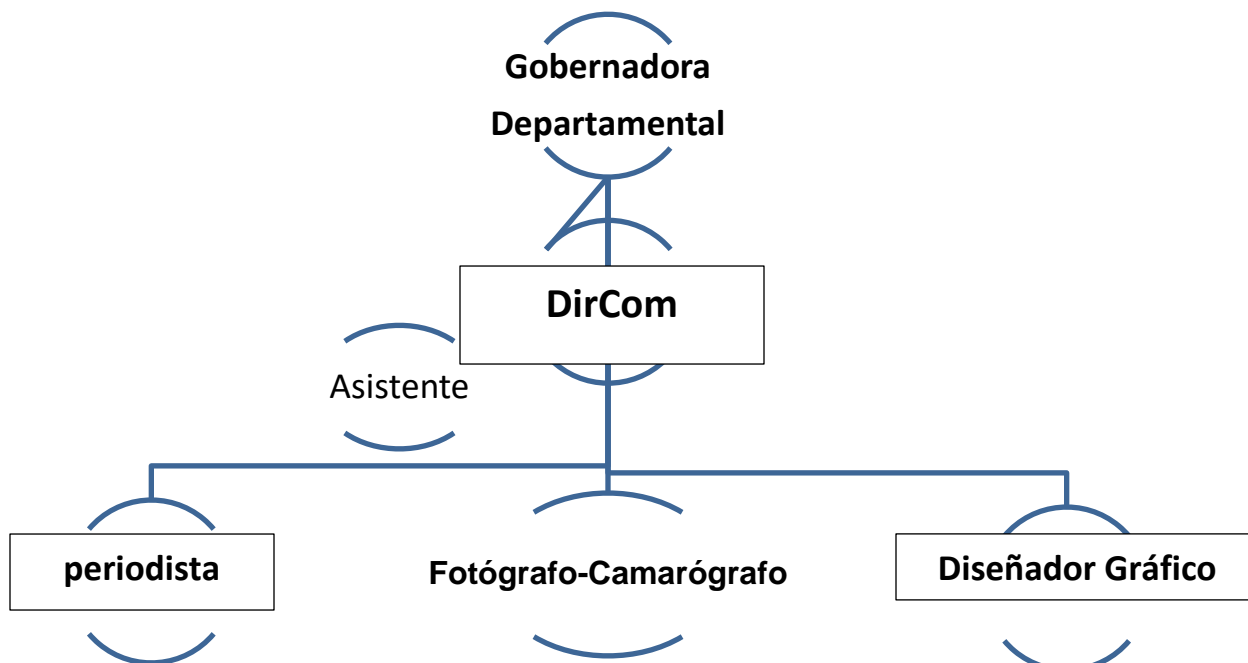 Gobernadora
Departamental
DirCom
Asistente
periodista
Fotógrafo-Camarógrafo
Diseñador Gráfico